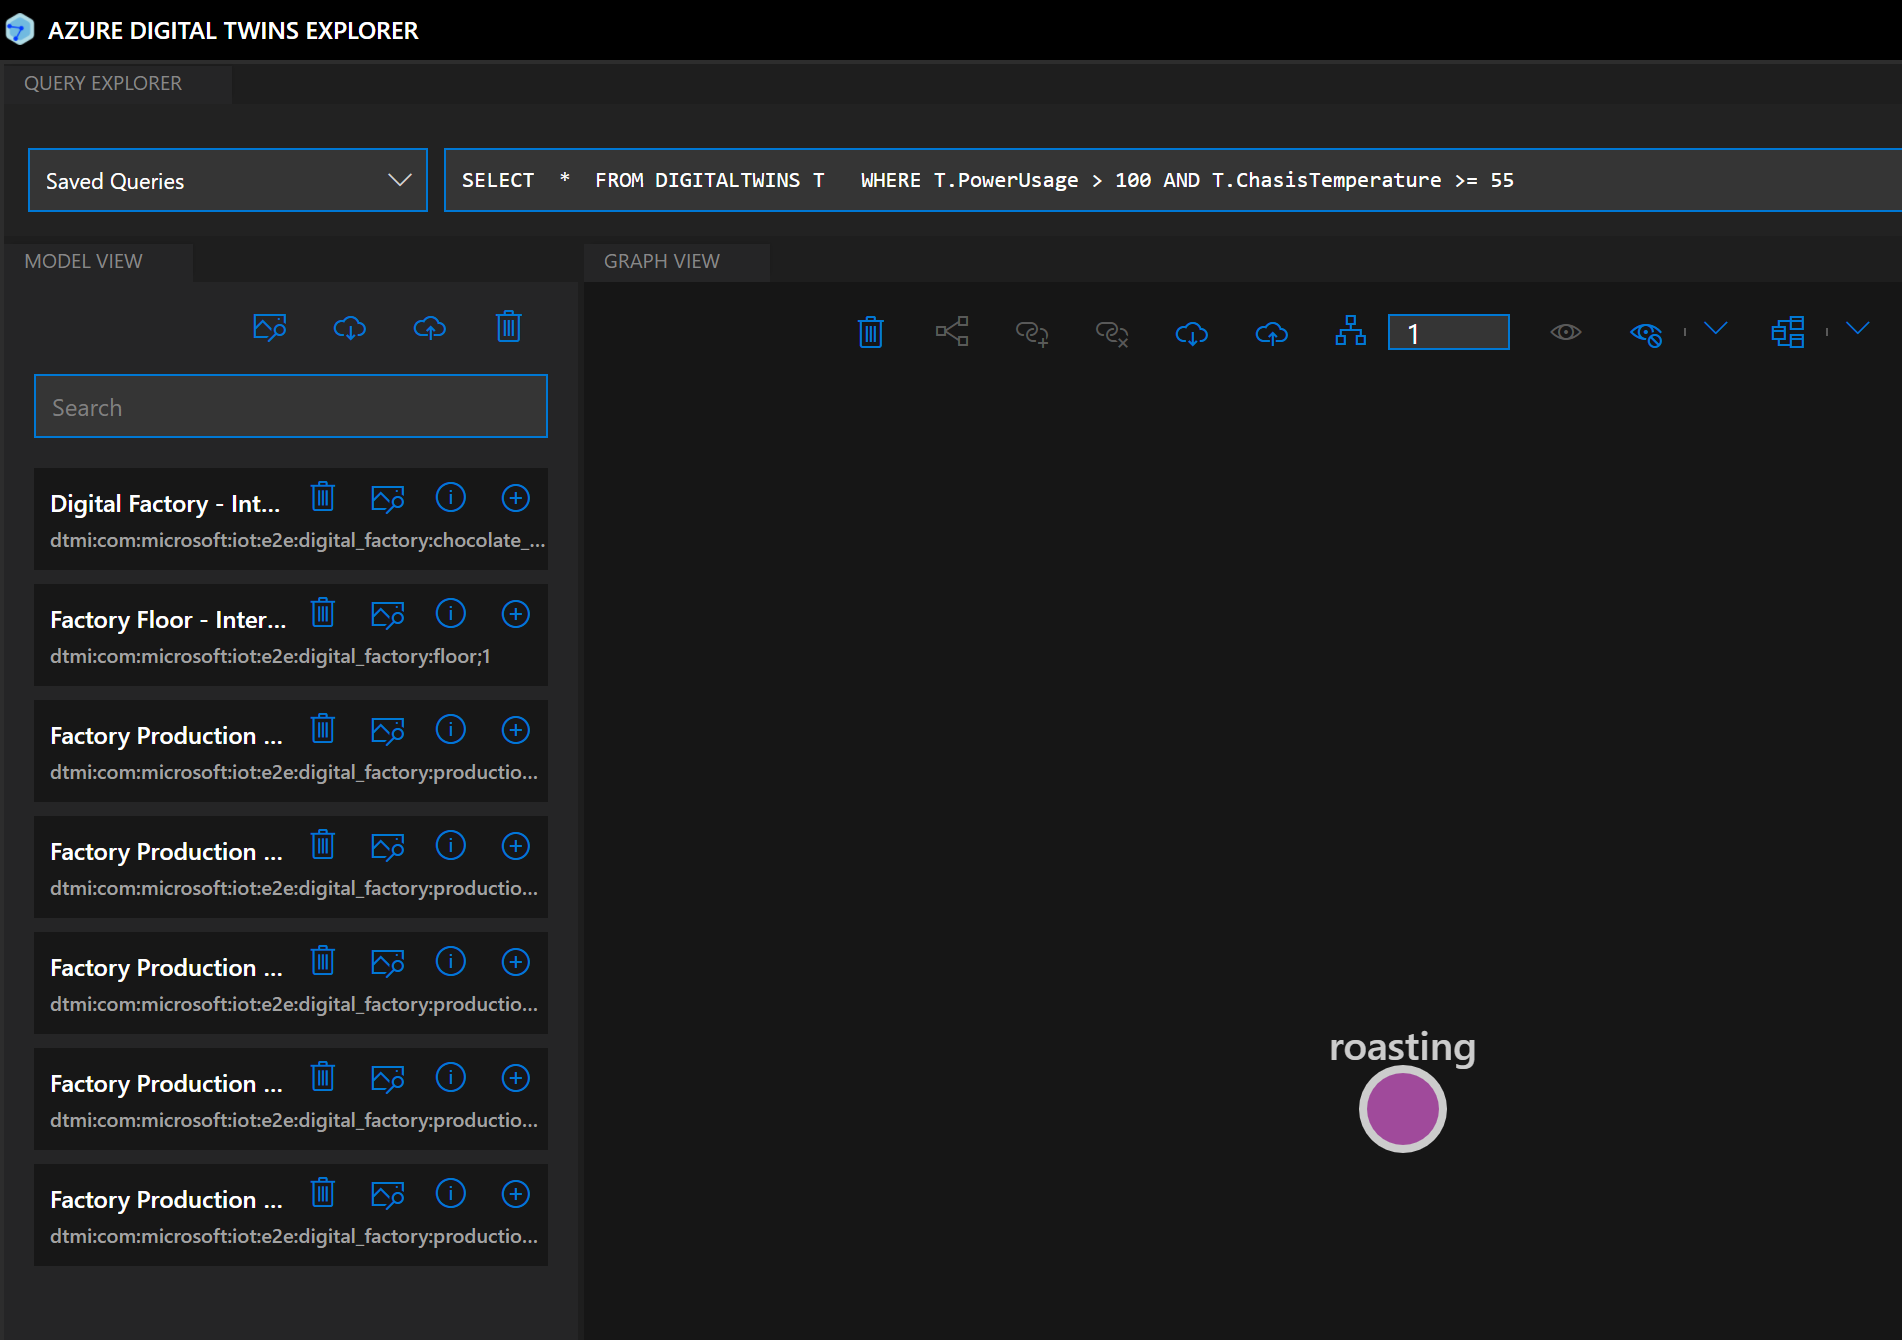 AZURE DIGITAL TWINS EXPLORER
QUERY EXPLORER
Saved Queries
SELECT * FROM DIGITALTWINS T WHERE T.PowerUsage > 100 AND T.ChasisTemperature >= 55
MODEL VIEW
GRAPH VIEW
1
Search
Digital Factory - Int...
dtmi:com:microsoft:iot:e2e:digital_factory:chocolate_...
Factory Floor - Inter...
dtmi:com:microsoft:iot:e2e:digital_factory:floor;1
Factory Production ...
dtmi:com:microsoft:iot:e2e:digital_factory:productio...
Factory Production ...
dtmi:com:microsoft:iot:e2e:digital_factory:productio...
Factory Production ...
dtmi:com:microsoft:iot:e2e:digital_factory:productio...
Factory Production ...
dtmi:com:microsoft:iot:e2e:digital_factory:productio...
Factory Production ...
dtmi:com:microsoft:iot:e2e:digital_factory:productio...
roasting